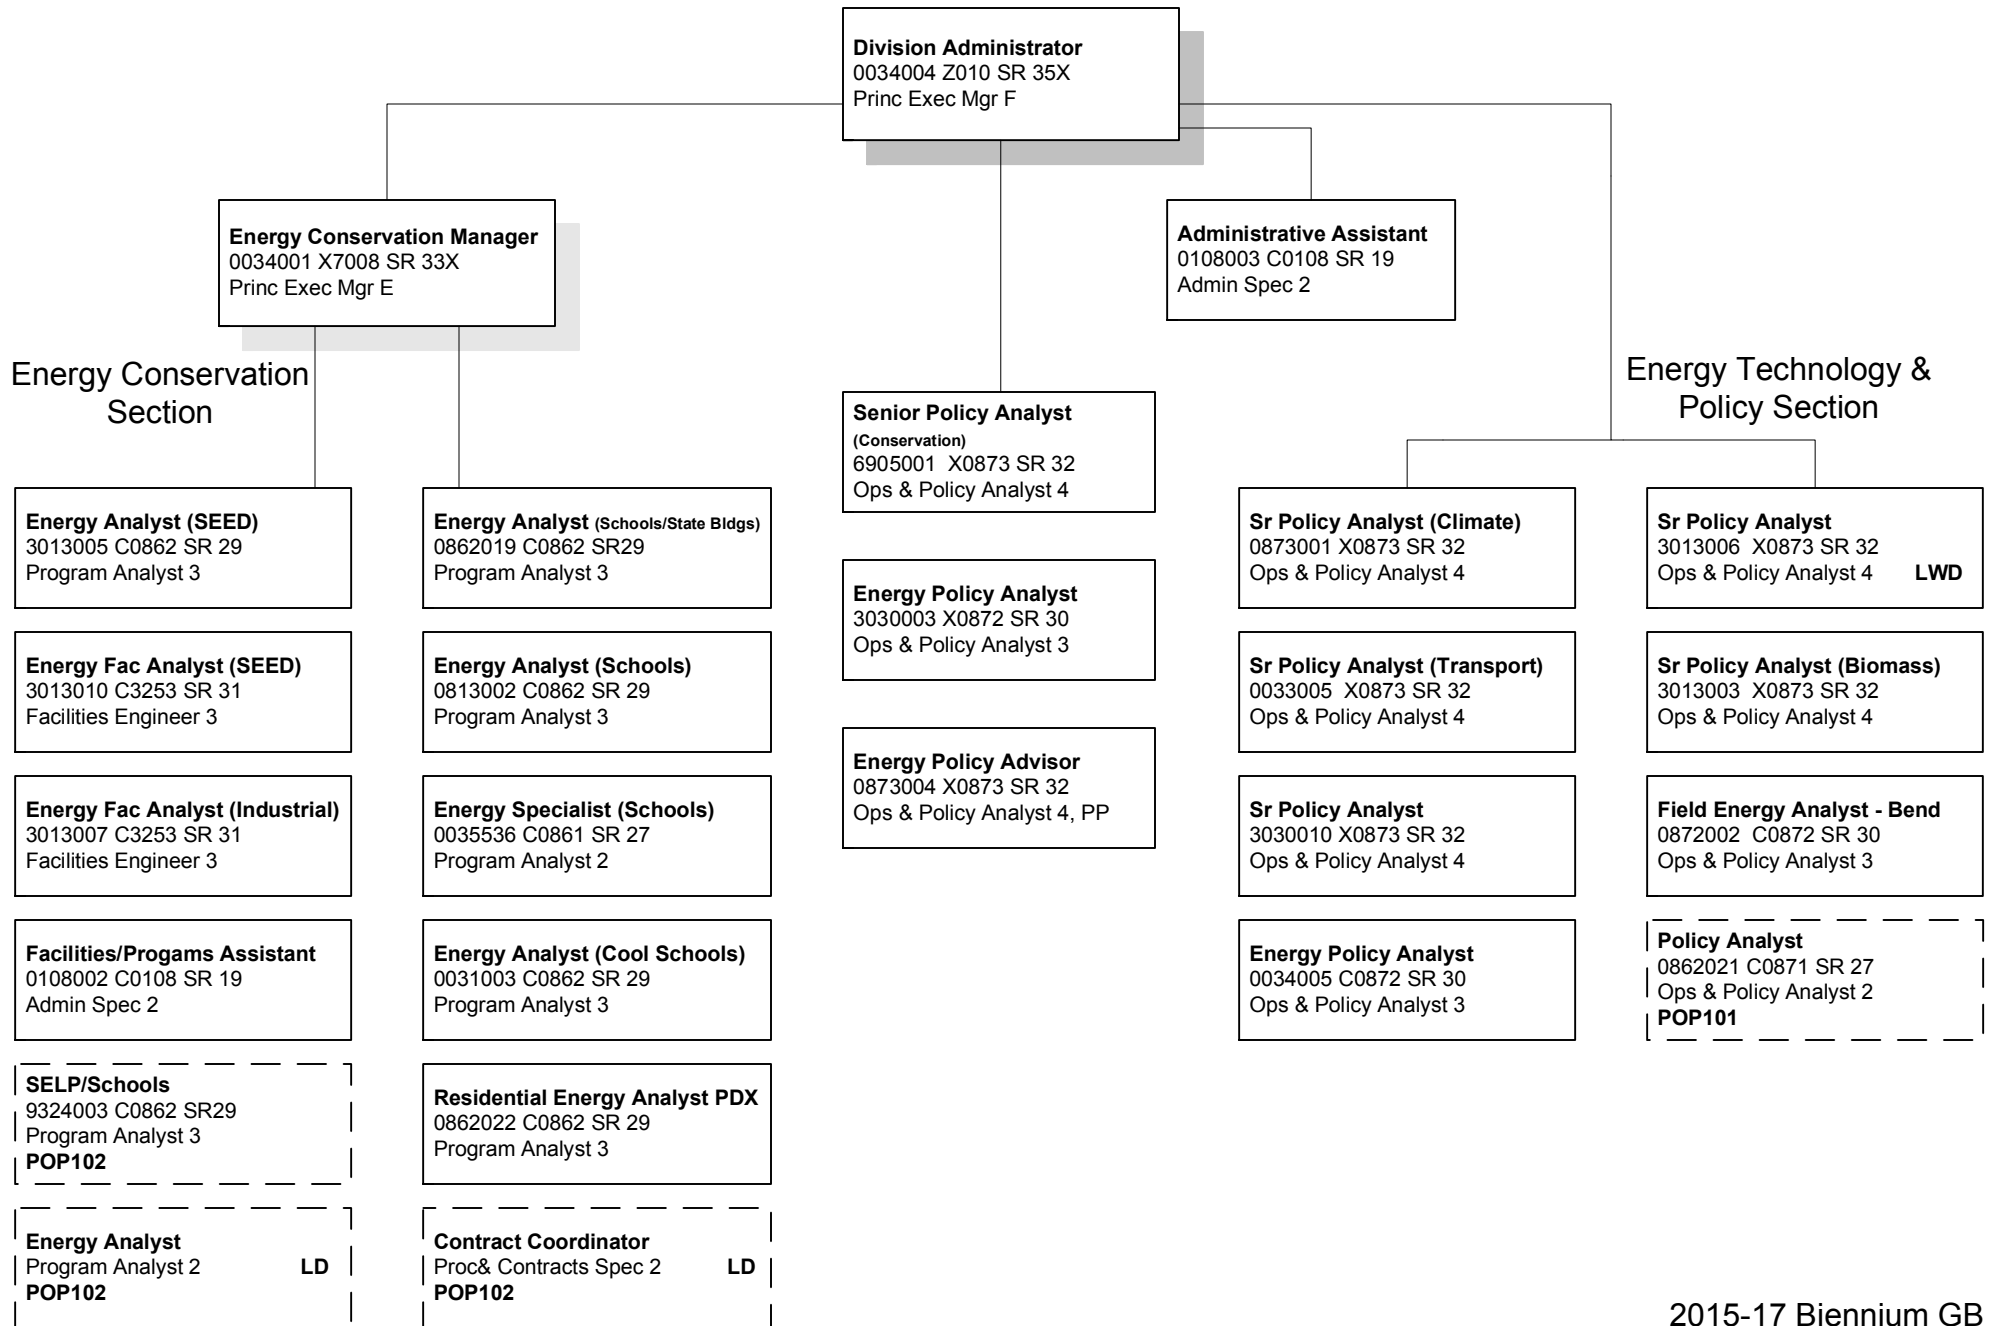 Division Administrator
0034004 Z010 SR 35X
Princ Exec Mgr F
Energy Conservation Manager
0034001 X7008 SR 33X
Princ Exec Mgr E
Administrative Assistant
0108003 C0108 SR 19
Admin Spec 2
Energy Conservation
Section
Energy Analyst (SEED)
3013005 C0862 SR 29
Program Analyst 3
Energy Fac Analyst (SEED)
3013010 C3253 SR 31
Facilities Engineer 3
Energy Fac Analyst (Industrial)
3013007 C3253 SR 31
Facilities Engineer 3
Facilities/Progams Assistant
0108002 C0108 SR 19
Admin Spec 2
SELP/Schools
9324003 C0862 SR29
Program Analyst 3
POP102
Energy Analyst
Program Analyst 2 LD
POP102
Energy Analyst (Schools/State Bldgs)
0862019 C0862 SR29
Program Analyst 3
Energy Analyst (Schools)
0813002 C0862 SR 29
Program Analyst 3
Energy Specialist (Schools)
0035536 C0861 SR 27
Program Analyst 2
Energy Analyst (Cool Schools)
0031003 C0862 SR 29
Program Analyst 3
Residential Energy Analyst PDX
0862022 C0862 SR 29
Program Analyst 3
Contract Coordinator
Proc& Contracts Spec 2 LD
POP102
Senior Policy Analyst
(Conservation)
6905001 X0873 SR 32
Ops & Policy Analyst 4
Energy Policy Analyst
3030003 X0872 SR 30
Ops & Policy Analyst 3
Energy Policy Advisor
0873004 X0873 SR 32
Ops & Policy Analyst 4, PP
Energy Technology &
Policy Section
Sr Policy Analyst (Climate)
0873001 X0873 SR 32
Ops & Policy Analyst 4
Sr Policy Analyst (Transport)
0033005 X0873 SR 32
Ops & Policy Analyst 4
Sr Policy Analyst
3030010 X0873 SR 32
Ops & Policy Analyst 4
Energy Policy Analyst
0034005 C0872 SR 30
Ops & Policy Analyst 3
Sr Policy Analyst
3013006 X0873 SR 32
Ops & Policy Analyst 4 LWD
Sr Policy Analyst (Biomass)
3013003 X0873 SR 32
Ops & Policy Analyst 4
Field Energy Analyst - Bend
0872002 C0872 SR 30
Ops & Policy Analyst 3
Policy Analyst
0862021 C0871 SR 27
Ops & Policy Analyst 2
POP101
2015-17 Biennium GB